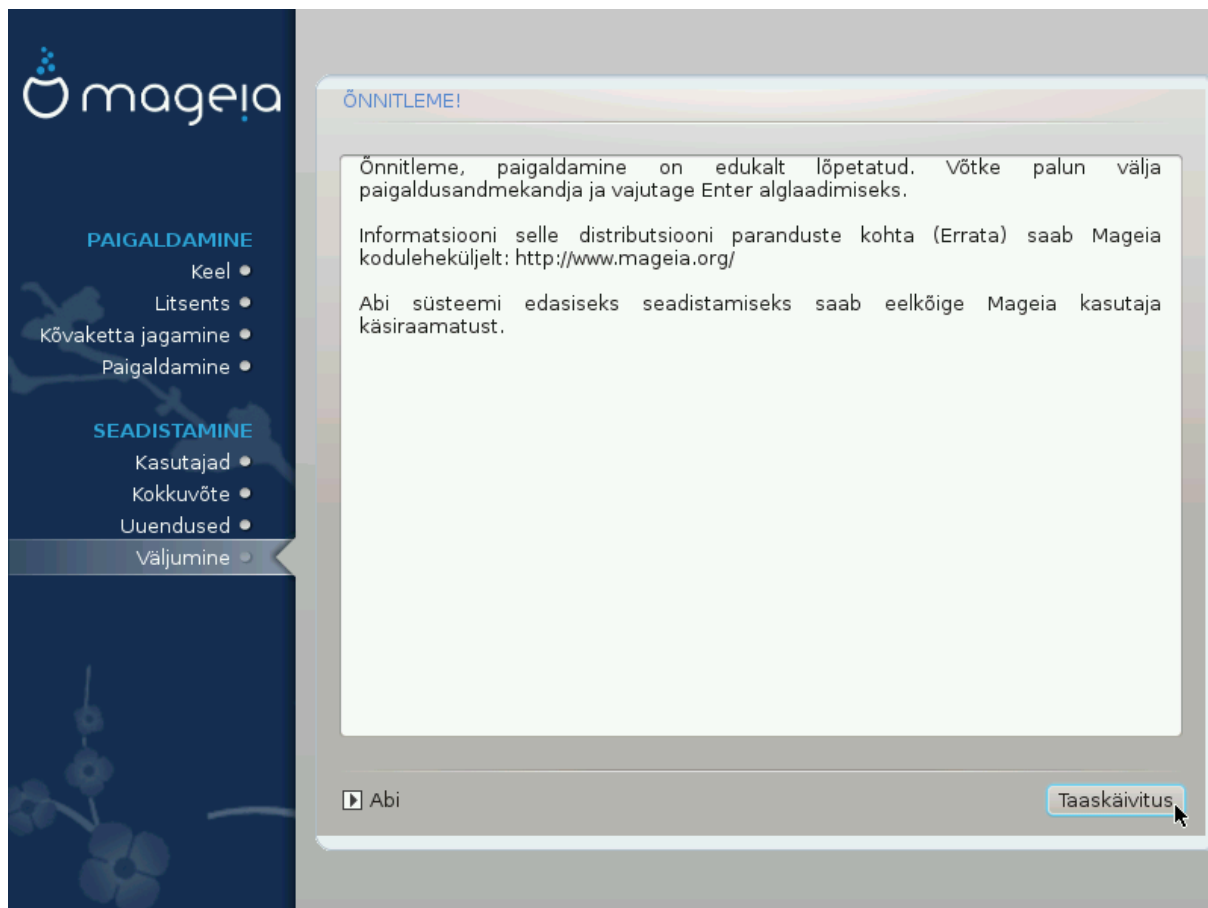 mageia
PAIGALDAMINE
Keel
Litsents
Kõvaketta jagamine
Paigaldamine
SEADISTAMINE
Kasutajad
Kokkuvõte
Uuendused
Väljumine
ÕNNITLEME!
Õnnitleme, paigaldamine on edukalt lõpetatud. Võtke palun välja
paigaldusandmekandja ja vajutage Enter alglaadimiseks.
Informatsiooni selle distributsiooni paranduste kohta (Errata) saab Mageia
koduleheküljelt: http://www.mageia.org/
Abi süsteemi edasiseks seadistamiseks saab eelkõige Mageia kasutaja
käsiraamatust.
Abi
Taaskäivitus